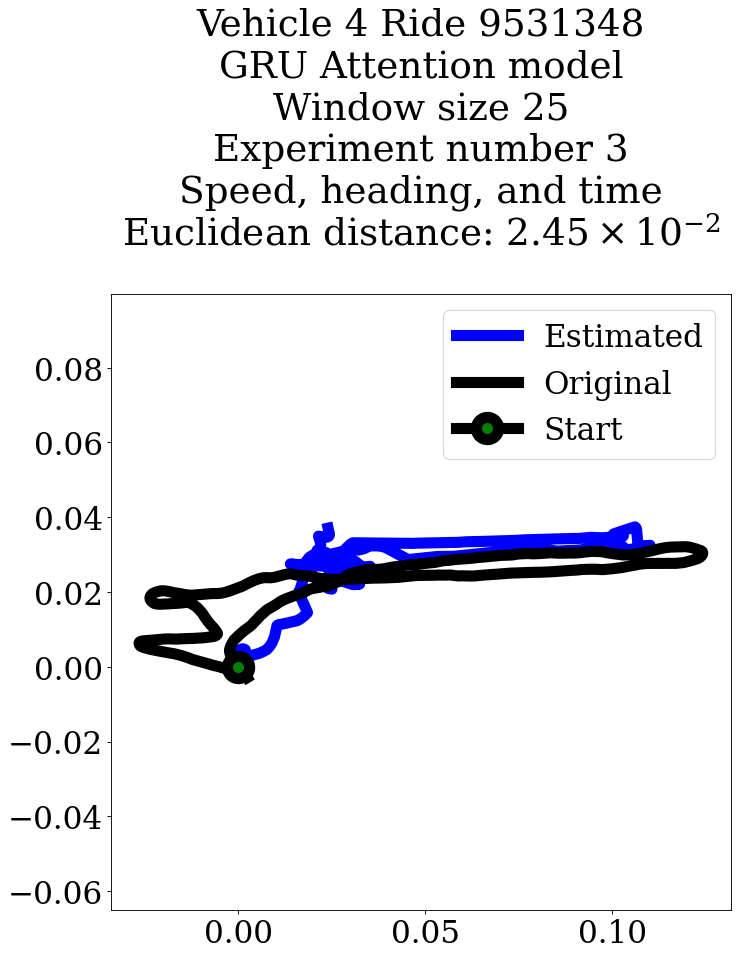 Vehicle 4 Ride 9531348
GRU Attention model
Window size 25
Experiment number 3
Speed, heading, and time
Euclidean distance: 2.45 × 10⁻²
Estimated
Original
Start
0.08
0.06
0.04
0.02
0.00
−0.02
−0.04
−0.06
0.00 0.05 0.10